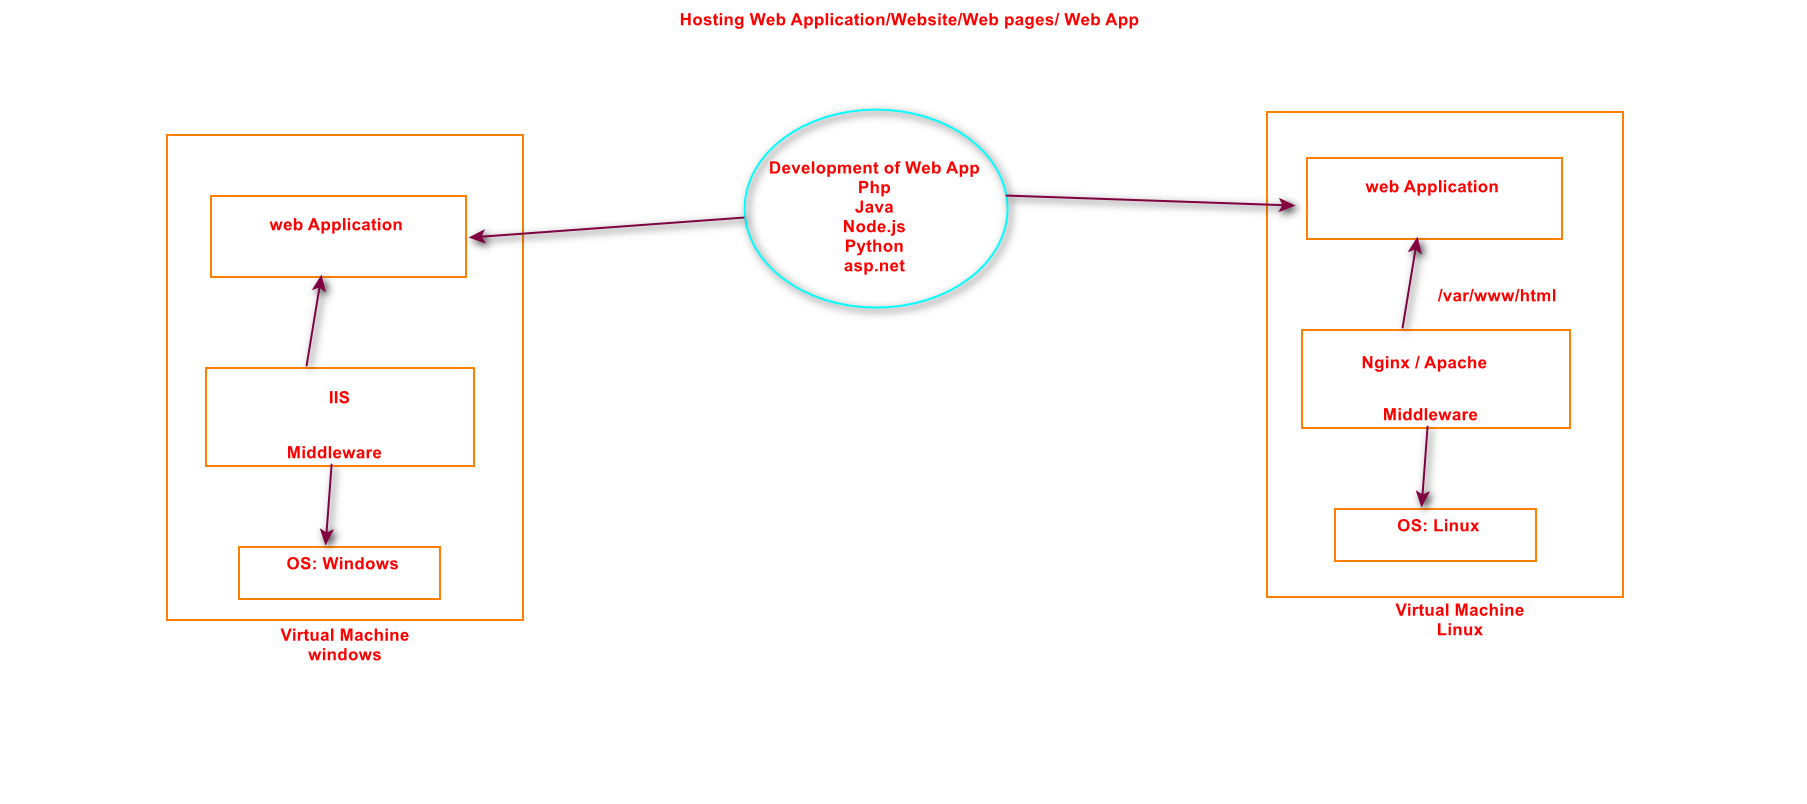 Hosting Web Application/Website/Web pages/ Web App
web Application
IIS
Middleware
OS: Windows
Virtual Machine
windows
Development of Web App
Php
Java
Node.js
Python
asp.net
web Application
/var/www/html
Nginx / Apache
Middleware
OS: Linux
Virtual Machine
Linux